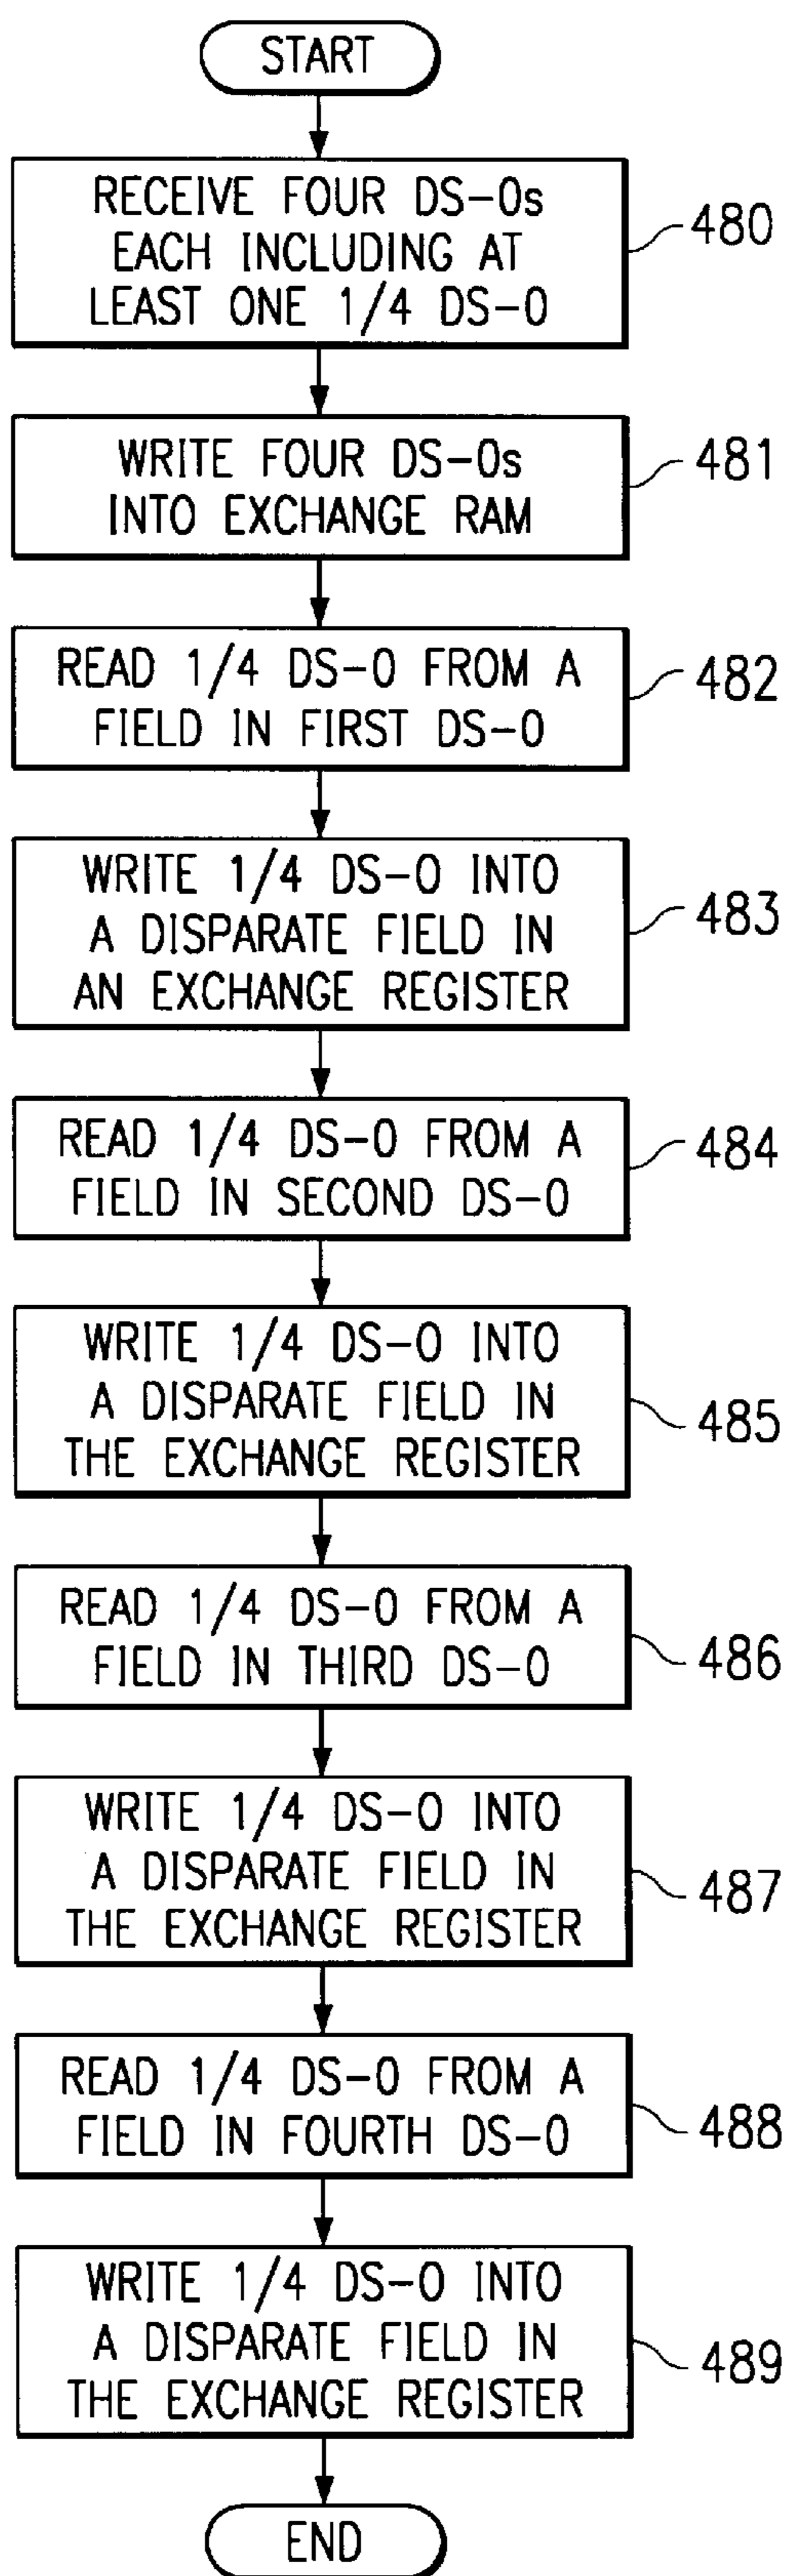 START
RECEIVE FOUR DS-0s
EACH INCLUDING AT
LEAST ONE 1/4 DS-0
480
WRITE FOUR DS-0s
INTO EXCHANGE RAM
481
READ 1/4 DS-0 FROM A
FIELD IN FIRST DS-0
482
WRITE 1/4 DS-0 INTO
A DISPARATE FIELD IN
AN EXCHANGE REGISTER
483
READ 1/4 DS-0 FROM A
FIELD IN SECOND DS-0
484
WRITE 1/4 DS-0 INTO
A DISPARATE FIELD IN
THE EXCHANGE REGISTER
485
READ 1/4 DS-0 FROM A
FIELD IN THIRD DS-0
486
WRITE 1/4 DS-0 INTO
A DISPARATE FIELD IN
THE EXCHANGE REGISTER
487
READ 1/4 DS-0 FROM A
FIELD IN FOURTH DS-0
488
WRITE 1/4 DS-0 INTO
A DISPARATE FIELD IN
THE EXCHANGE REGISTER
489
END